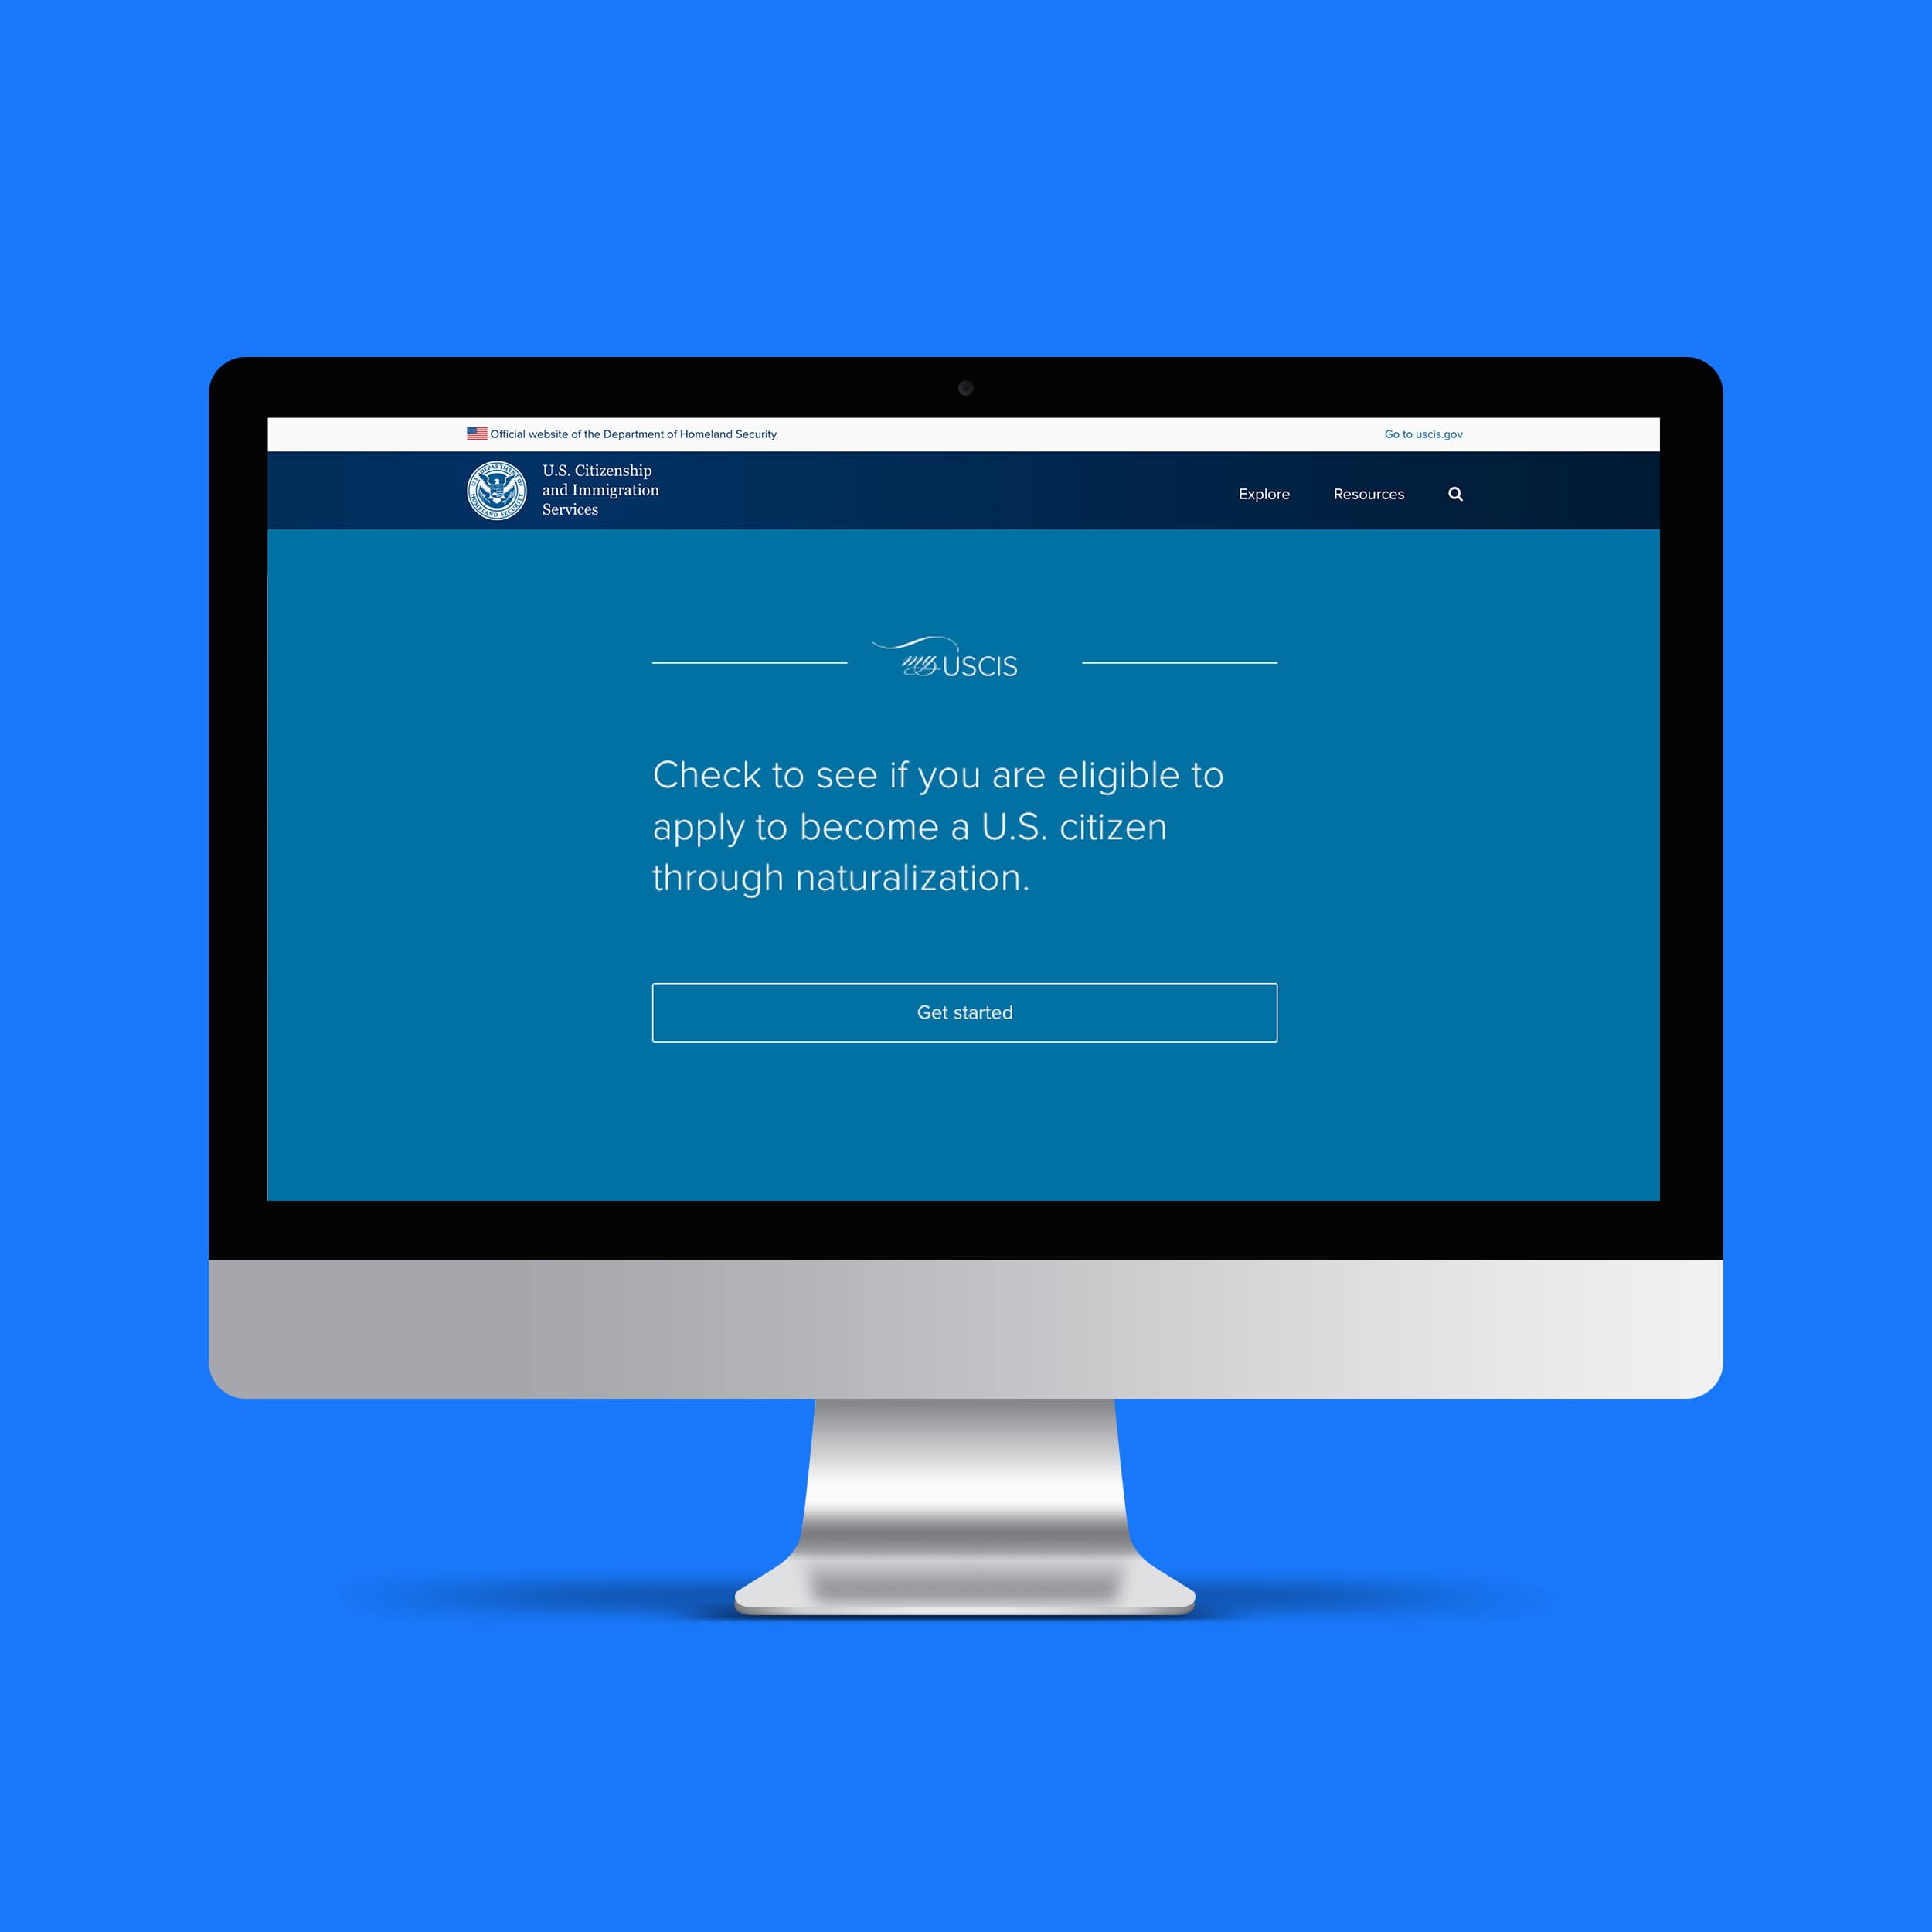 Official website of the Department of Homeland Security
Go to uscis.gov
U.S. DEPARTMENT OF HOMELAND SECURITY
U.S. Citizenship
and Immigration
Services
Explore
Resources
my USCIS
Check to see if you are eligible to
apply to become a U.S. citizen
through naturalization.
Get started